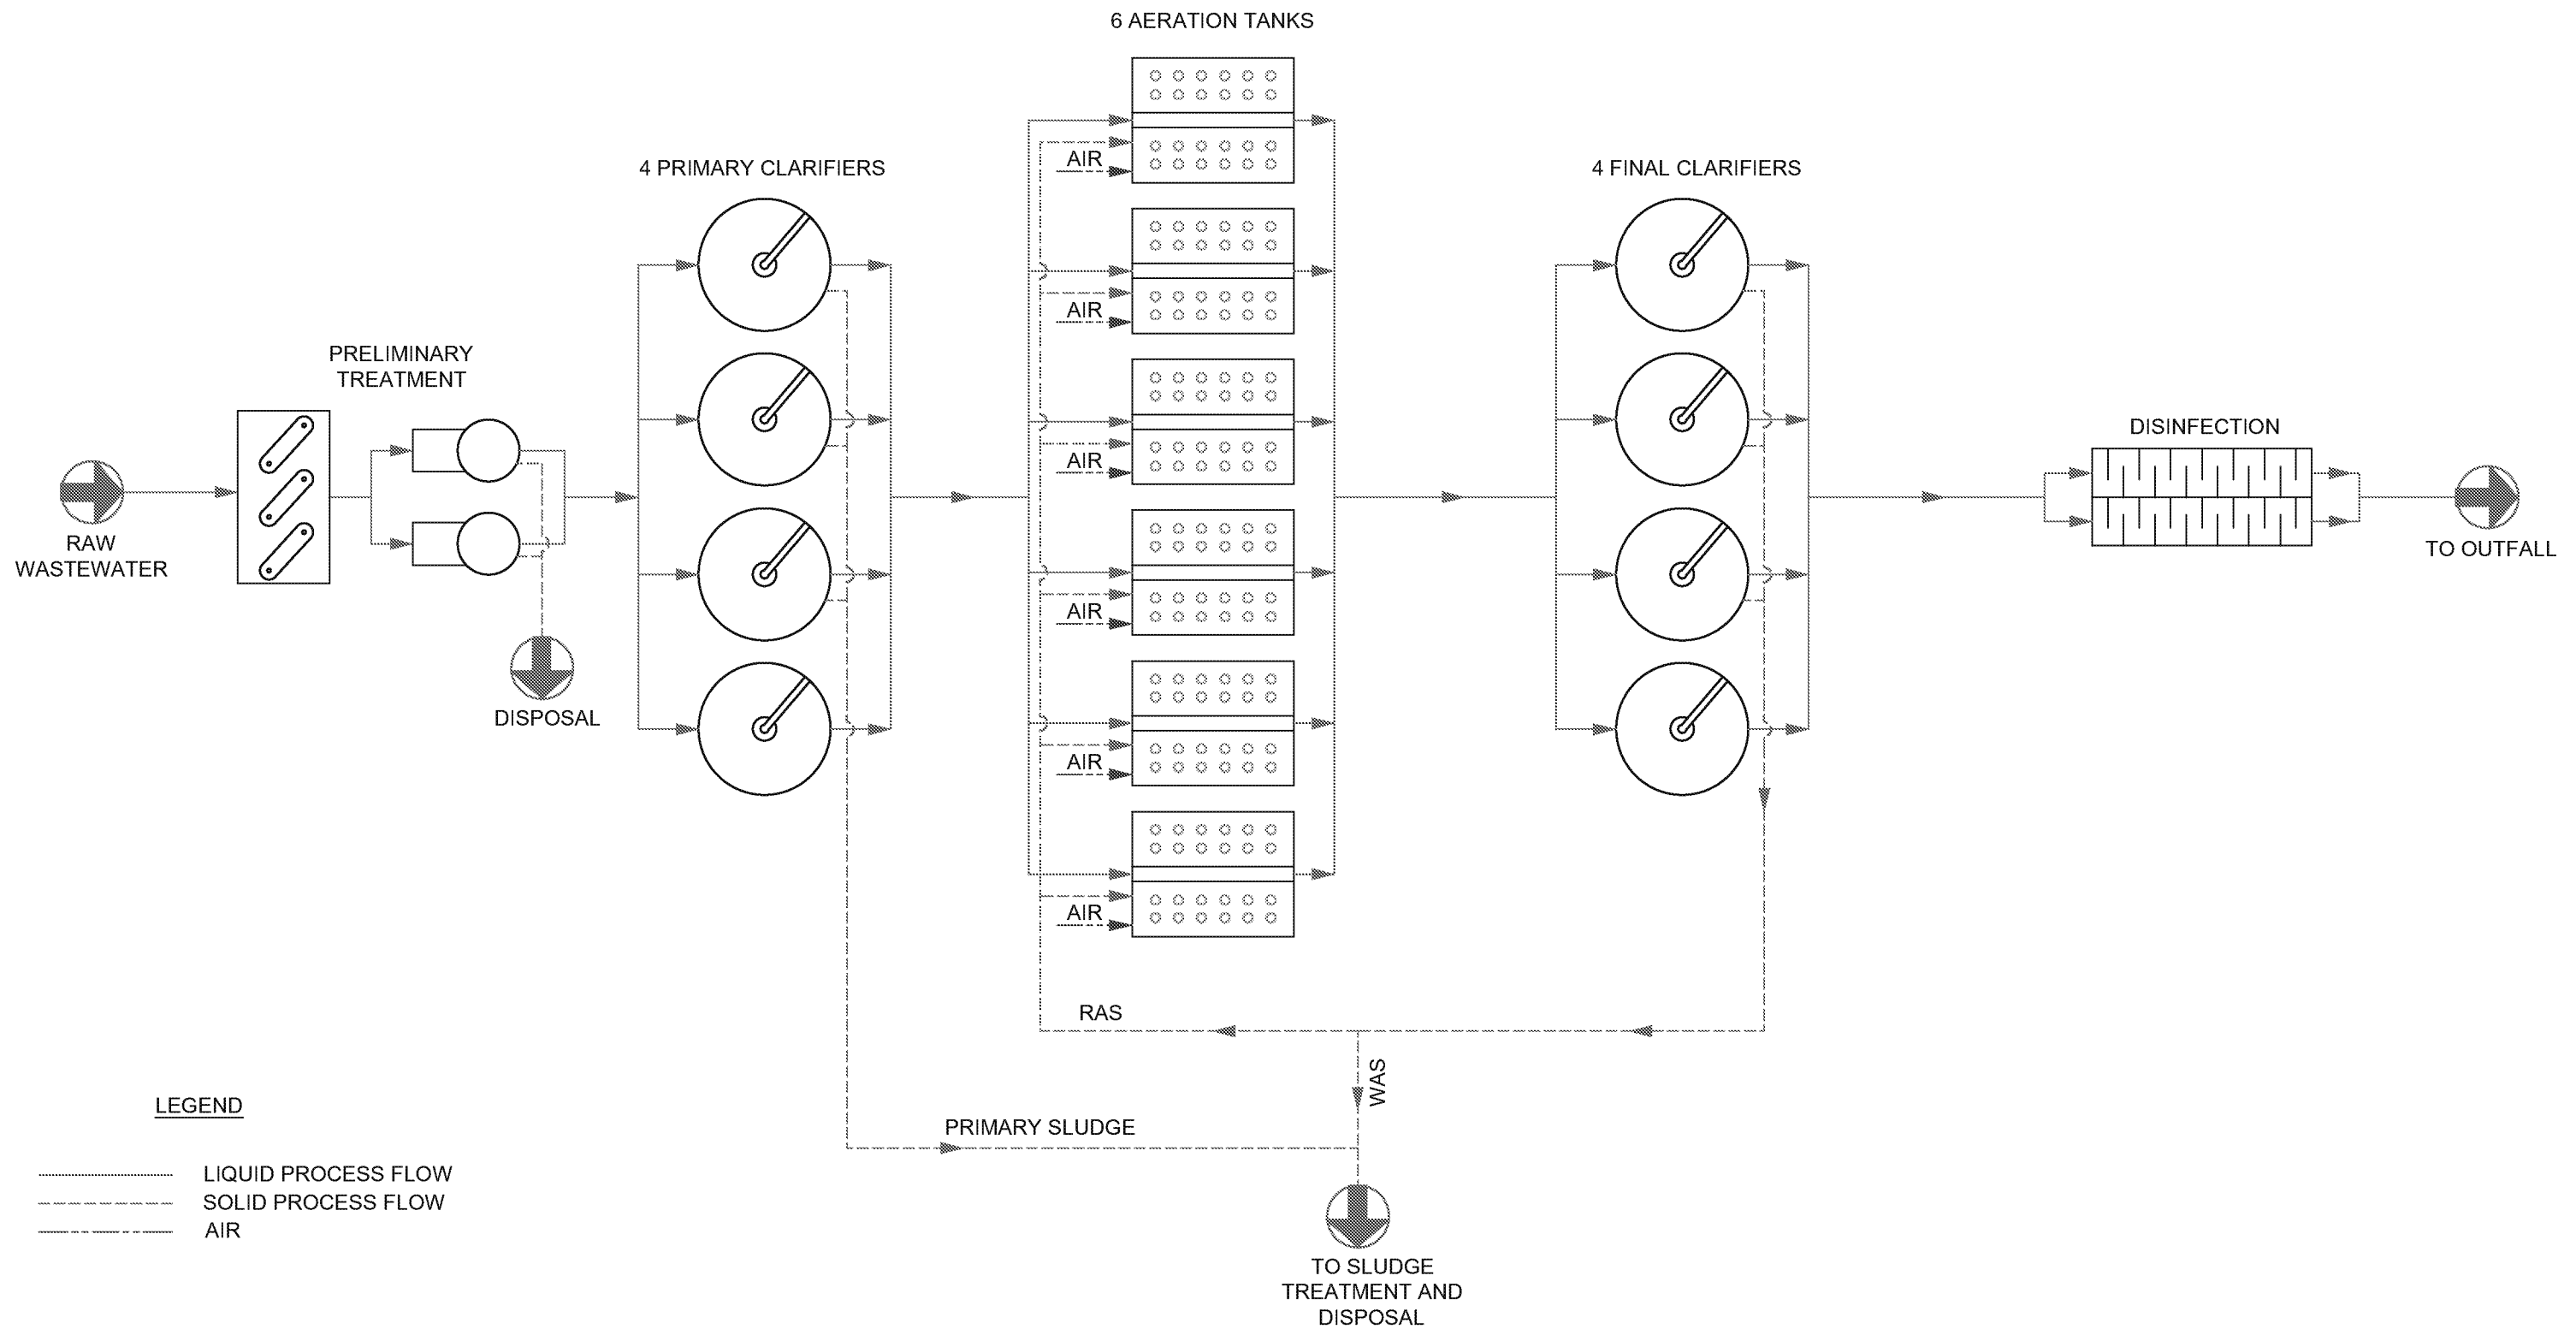 6 AERATION TANKS
4 PRIMARY CLARIFIERS
4 FINAL CLARIFIERS
AIR
AIR
AIR
AIR
AIR
AIR
PRELIMINARY
TREATMENT
RAW
WASTEWATER
DISPOSAL
DISINFECTION
TO OUTFALL
RAS
WAS
PRIMARY SLUDGE
TO SLUDGE
TREATMENT AND
DISPOSAL
LEGEND
LIQUID PROCESS FLOW
SOLID PROCESS FLOW
AIR